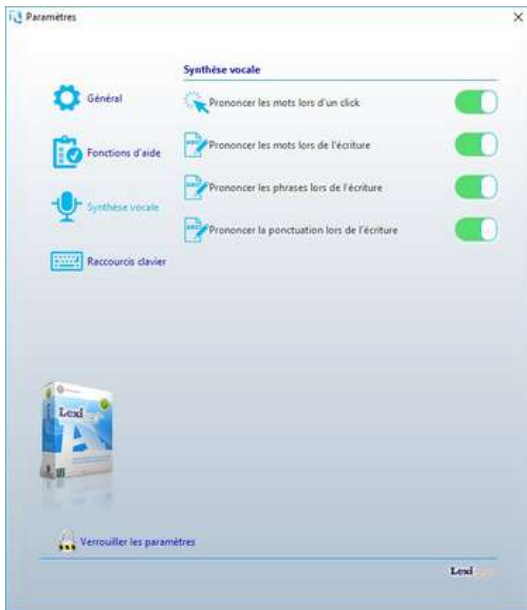 Paramètres
Synthèse vocale
Général
Prononcer les mots lors d'un click
Fonctions d'aide
Prononcer les mots lors de l'écriture
Synthèse vocale
Prononcer les phrases lors de l'écriture
Prononcer la ponctuation lors de l'écriture
Raccourcis clavier
Lexi
A
Verrouiller les paramètres
Lexi